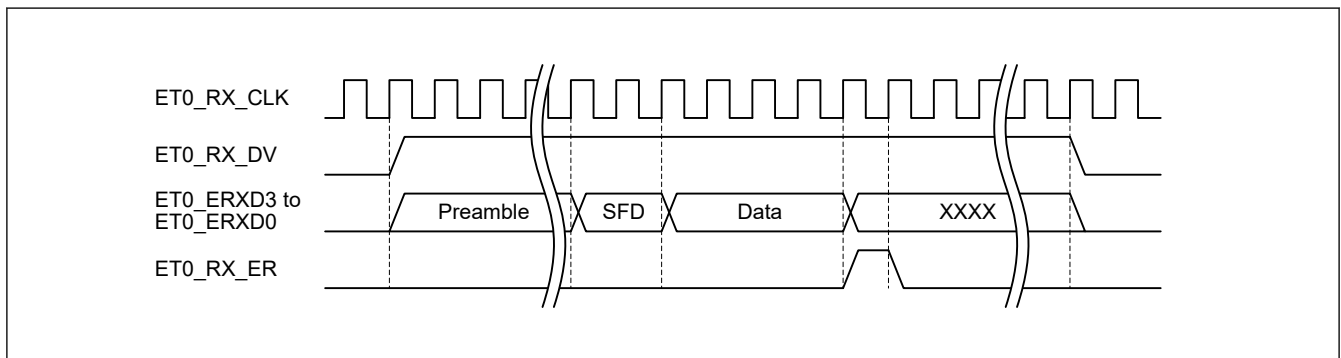 ET0_RX_CLK
ET0_RX_DV
ET0_ERXD3 to
ET0_ERXD0
Preamble
SFD
Data
XXXX
ET0_RX_ER